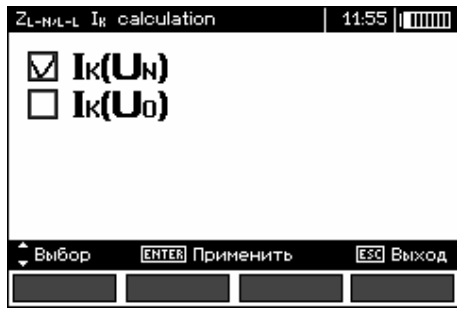 ZL-N/L-L IK calculation 11:55
IK(UN)
IK(U0)
Выбор ENTER Применить ESC Выход